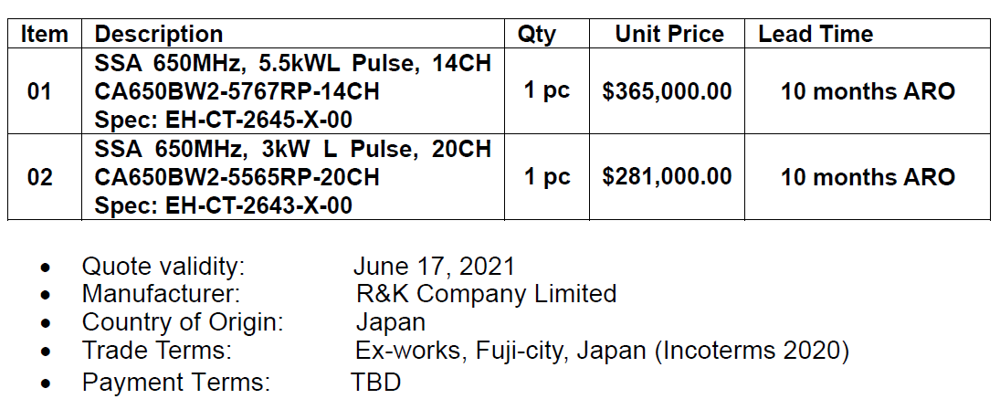 Item Description Qty Unit Price Lead Time
01 SSA 650MHz, 5.5kWL Pulse, 14CH
CA650BW2-5767RP-14CH 1 pc $365,000.00 10 months ARO
Spec: EH-CT-2645-X-00
02 SSA 650MHz, 3kW L Pulse, 20CH
CA650BW2-5565RP-20CH 1 pc $281,000.00 10 months ARO
Spec: EH-CT-2643-X-00
• Quote validity: June 17, 2021
• Manufacturer: R&K Company Limited
• Country of Origin: Japan
• Trade Terms: Ex-works, Fuji-city, Japan (Incoterms 2020)
• Payment Terms: TBD